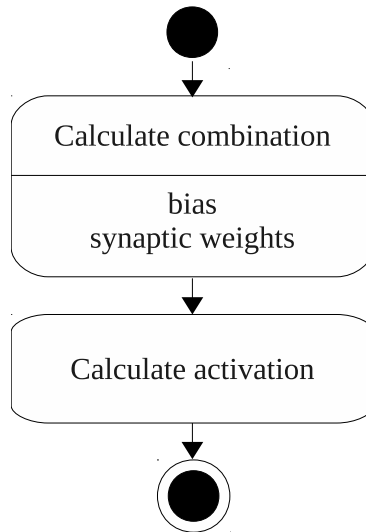 Calculate combination
bias
synaptic weights
Calculate activation